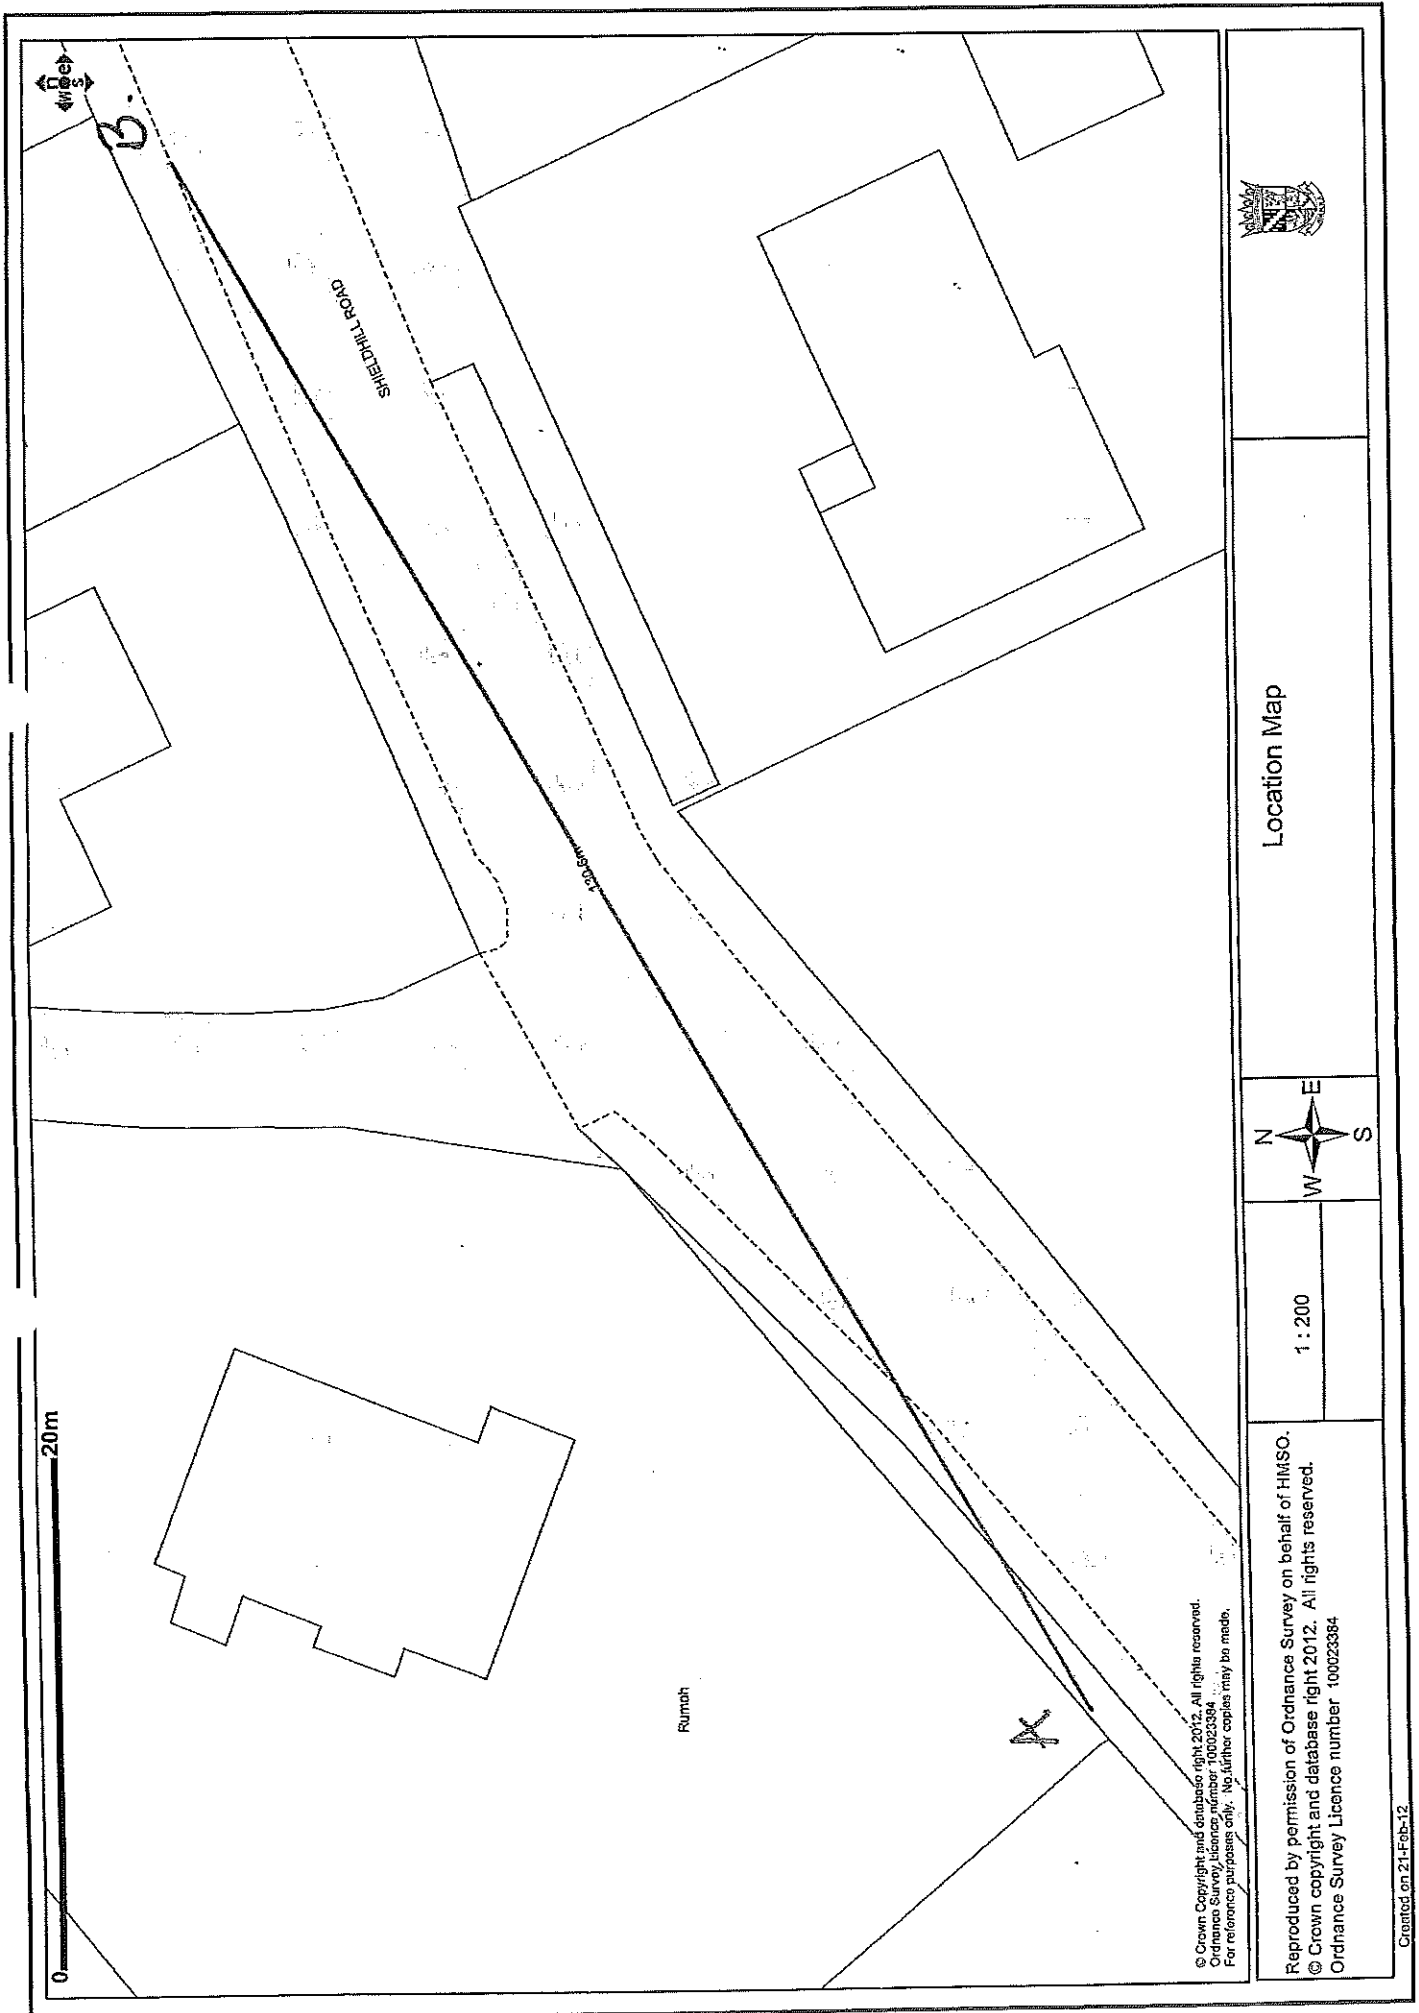 0
20m
n
w e
s
B
SHIELDHILL ROAD
130.6m
Rumah
A
© Crown Copyright and database right 2012. All rights reserved.
Ordnance Survey Licence number 100023384
For reference purposes only. No further copies may be made.
Reproduced by permission of Ordnance Survey on behalf of HMSO.
© Crown copyright and database right 2012. All rights reserved.
Ordnance Survey Licence number 100023384
1 : 200
N
W E
S
Location Map
Created on 21-Feb-12